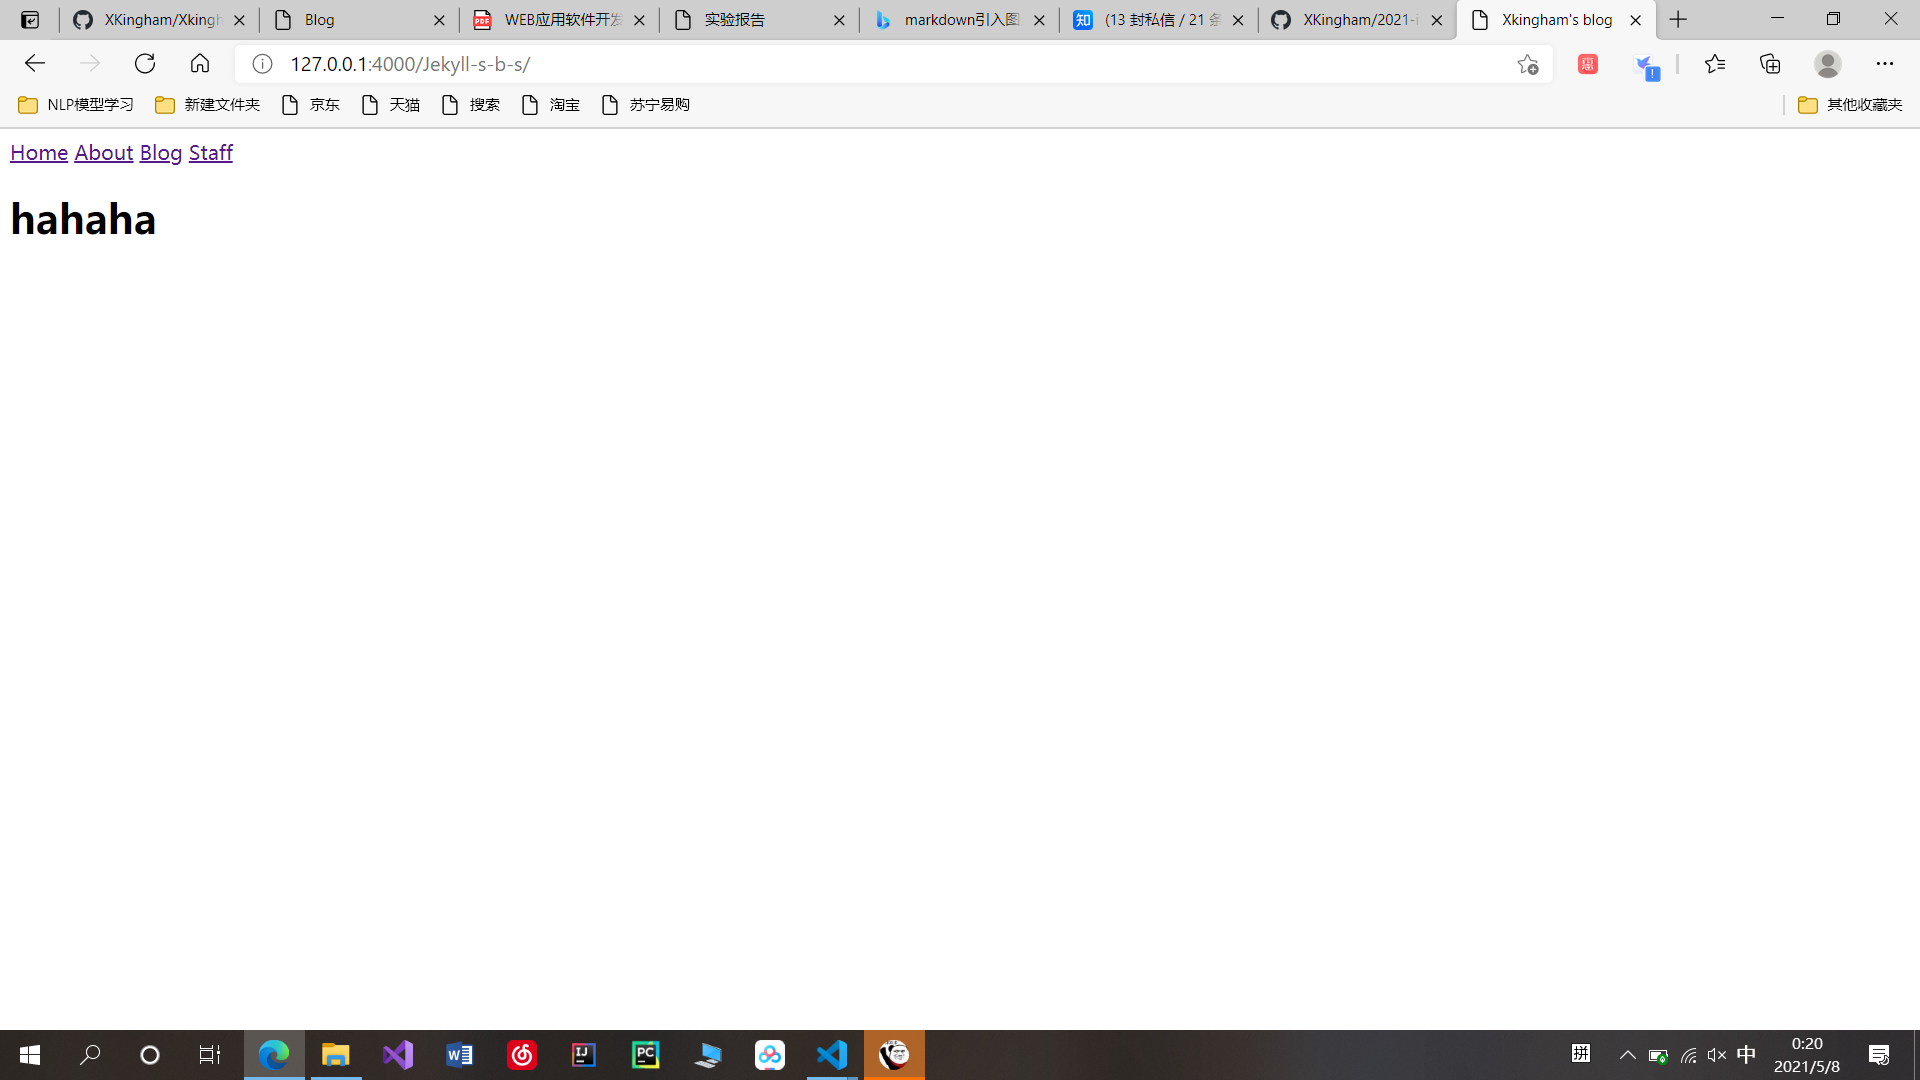 XKingham/Xkingh
Blog
WEB应用软件开发
实验报告
markdown引入图
(13 封私信 / 21 条
XKingham/2021-i
Xkingham's blog
127.0.0.1:4000/Jekyll-s-b-s/
NLP模型学习
新建文件夹
京东
天猫
搜索
淘宝
苏宁易购
其他收藏夹
Home About Blog Staff
hahaha
拼
中
0:20
2021/5/8